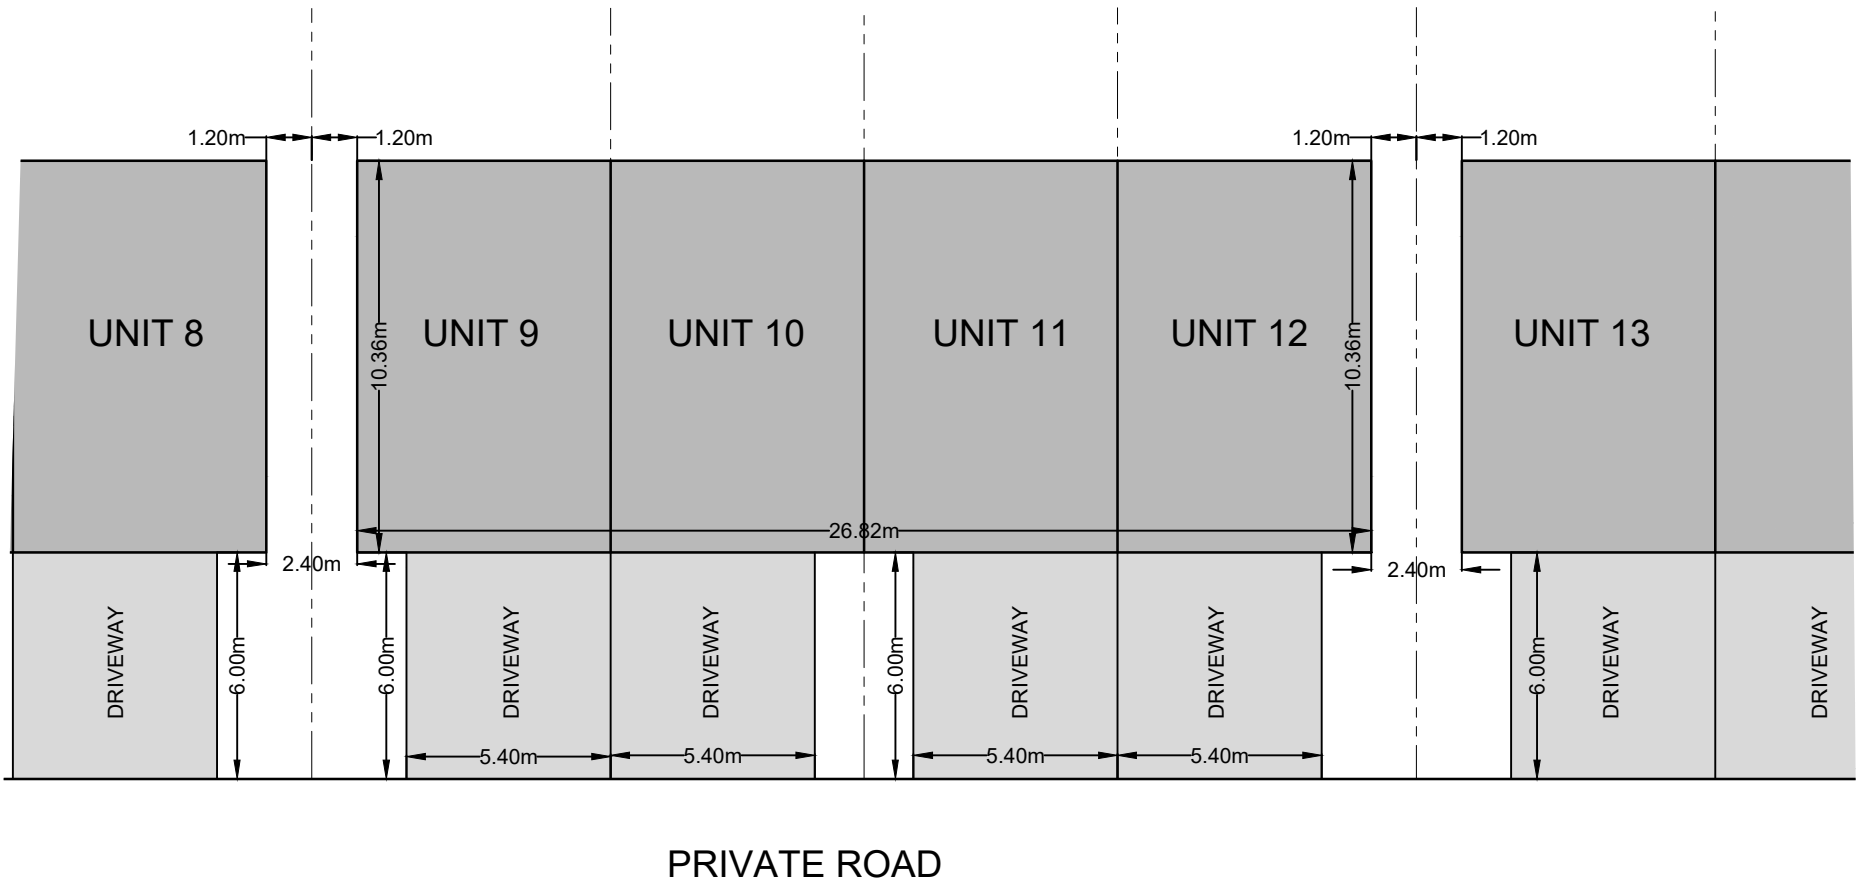 1.20m
1.20m
1.20m
1.20m
UNIT 8
UNIT 9
UNIT 10
UNIT 11
UNIT 12
UNIT 13
10.36m
10.36m
26.82m
2.40m
2.40m
DRIVEWAY
6.00m
6.00m
DRIVEWAY
DRIVEWAY
6.00m
DRIVEWAY
DRIVEWAY
6.00m
DRIVEWAY
DRIVEWAY
5.40m
5.40m
5.40m
5.40m
PRIVATE ROAD